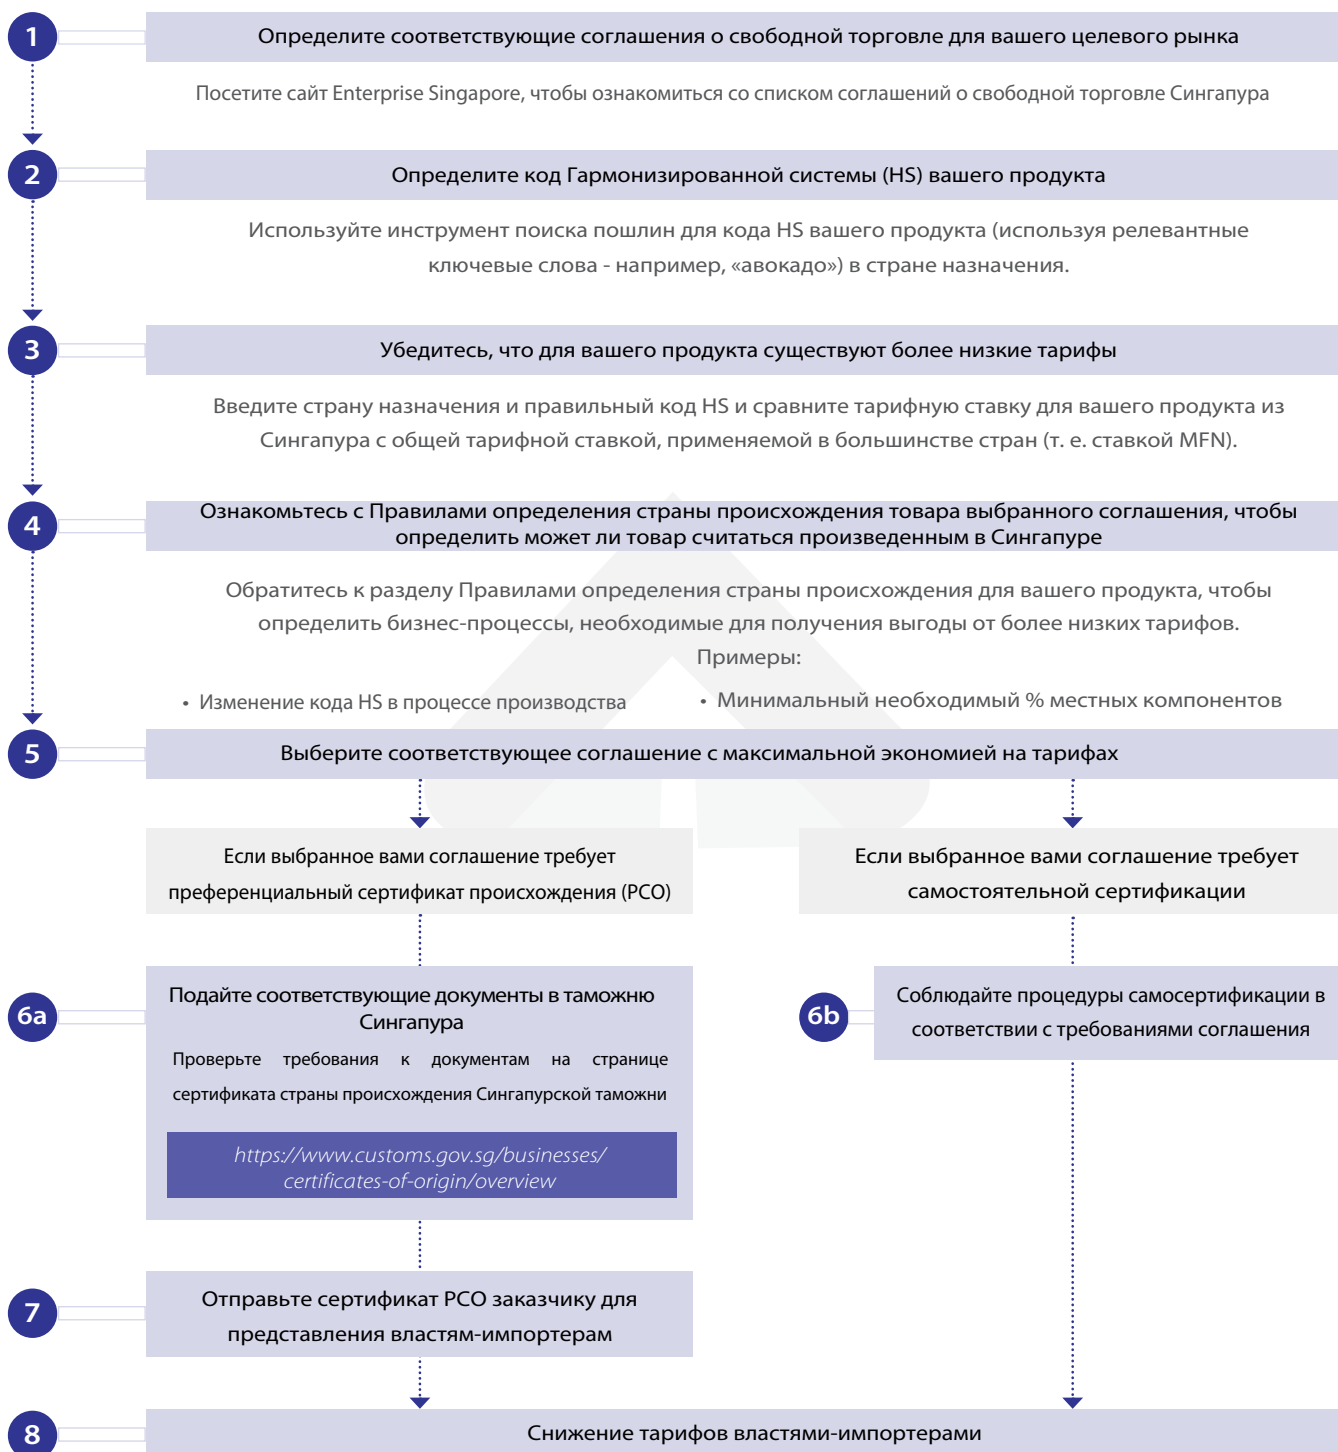 1
Определите соответствующие соглашения о свободной торговле для вашего целевого рынка
Посетите сайт Enterprise Singapore, чтобы ознакомиться со списком соглашений о свободной торговле Сингапура
2
Определите код Гармонизированной системы (HS) вашего продукта
Используйте инструмент поиска пошлин для кода HS вашего продукта (используя релевантные
ключевые слова - например, «авокадо») в стране назначения.
3
Убедитесь, что для вашего продукта существуют более низкие тарифы
Введите страну назначения и правильный код HS и сравните тарифную ставку для вашего продукта из
Сингапура с общей тарифной ставкой, применяемой в большинстве стран (т. е. ставкой MFN).
4
Ознакомьтесь с Правилами определения страны происхождения товара выбранного соглашения, чтобы
определить может ли товар считаться произведенным в Сингапуре
Обратитесь к разделу Правилами определения страны происхождения для вашего продукта, чтобы
определить бизнес-процессы, необходимые для получения выгоды от более низких тарифов.
Примеры:
• Изменение кода HS в процессе производства
• Минимальный необходимый % местных компонентов
5
Выберите соответствующее соглашение с максимальной экономией на тарифах
Если выбранное вами соглашение требует
преференциальный сертификат происхождения (PCO)
Если выбранное вами соглашение требует
самостоятельной сертификации
6a
Подайте соответствующие документы в таможню
Сингапура
Проверьте требования к документам на странице
сертификата страны происхождения Сингапурской таможни
https://www.customs.gov.sg/businesses/
certificates-of-origin/overview
6b
Соблюдайте процедуры самосертификации в
соответствии с требованиями соглашения
7
Отправьте сертификат PCO заказчику для
представления властям-импортерам
8
Снижение тарифов властями-импортерами